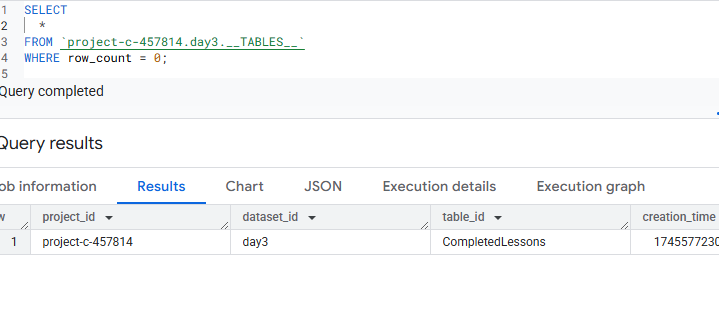 1 SELECT
2 *
3 FROM `project-c-457814.day3.__TABLES__`
4 WHERE row_count = 0;
5
Query completed
Query results
ob information Results Chart JSON Execution details Execution graph
w project_id dataset_id table_id creation_time
1 project-c-457814 day3 CompletedLessons 1745577230